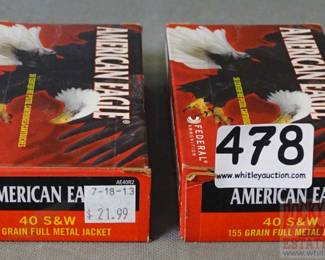 AMERICAN EAGLE
AE40R2
AMERICAN EA
7-18-13
$ 21.99
40 S&W
GRAIN FULL METAL JACKET
AMERICAN EAGLE
FEDERAL
AMMUNITION
478
www.whitleyauction.com
AMERICAN EAG
40 S&W
155 GRAIN FULL METAL JACKET